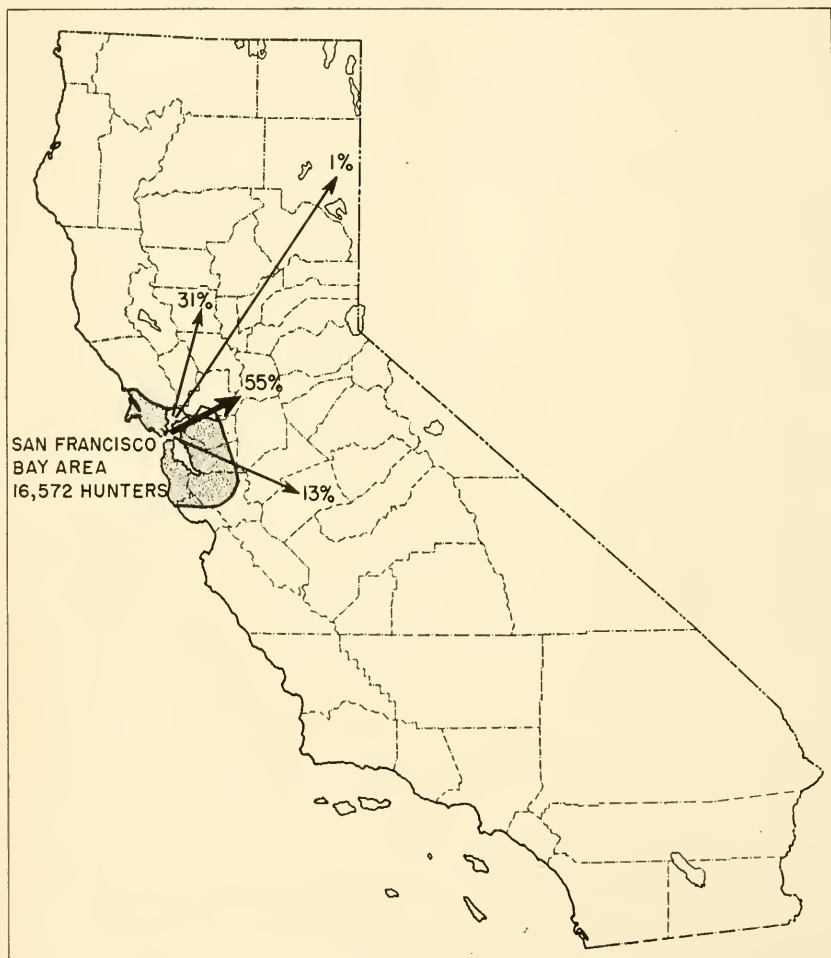 1%
31%
55%
SAN FRANCISCO
BAY AREA
16,572 HUNTERS
13%